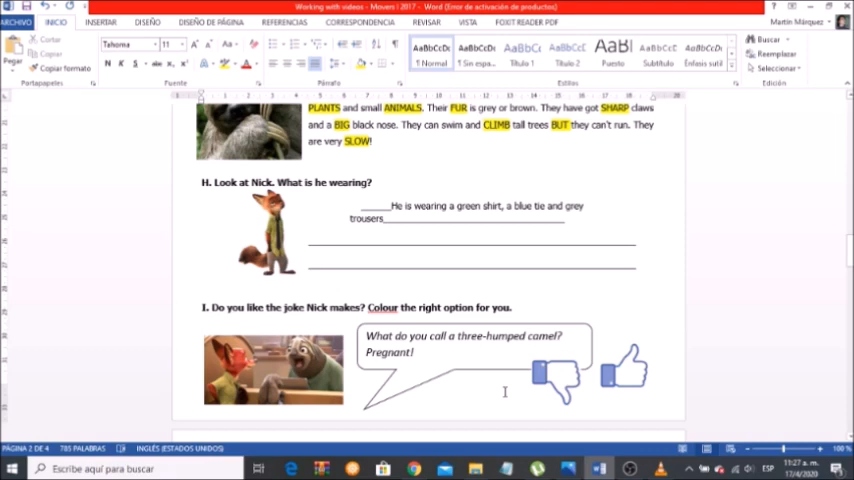 Working with videos - Movers I 2017 - Word (Error de activación de productos)
ARCHIVO INICIO INSERTAR DISEÑO DISEÑO DE PÁGINA REFERENCIAS CORRESPONDENCIA REVISAR VISTA FOXIT READER PDF Martín Márquez
Pegar
Cortar
Copiar
Copiar formato
Portapapeles
Tahoma 11
N K S
Fuente
Párrafo
AaBbCcDc AaBbCcDc AaBbCc AaBbCcC AaB AaBbCcC AaBbCcDc
¶ Normal ¶ Sin espa... Título 1 Título 2 Puesto Subtítulo Énfasis sutil
Estilos
Buscar
Reemplazar
Seleccionar
Edición
PLANTS and small ANIMALS. Their FUR is grey or brown. They have got SHARP claws
and a BIG black nose. They can swim and CLIMB tall trees BUT they can't run. They
are very SLOW!
H. Look at Nick. What is he wearing?
______He is wearing a green shirt, a blue tie and grey
trousers____________________________________
I. Do you like the joke Nick makes? Colour the right option for you.
What do you call a three-humped camel?
Pregnant!
PÁGINA 2 DE 4 785 PALABRAS INGLÉS (ESTADOS UNIDOS) 100 %
Escribe aquí para buscar
ESP
11:27 a. m.
17/4/2020